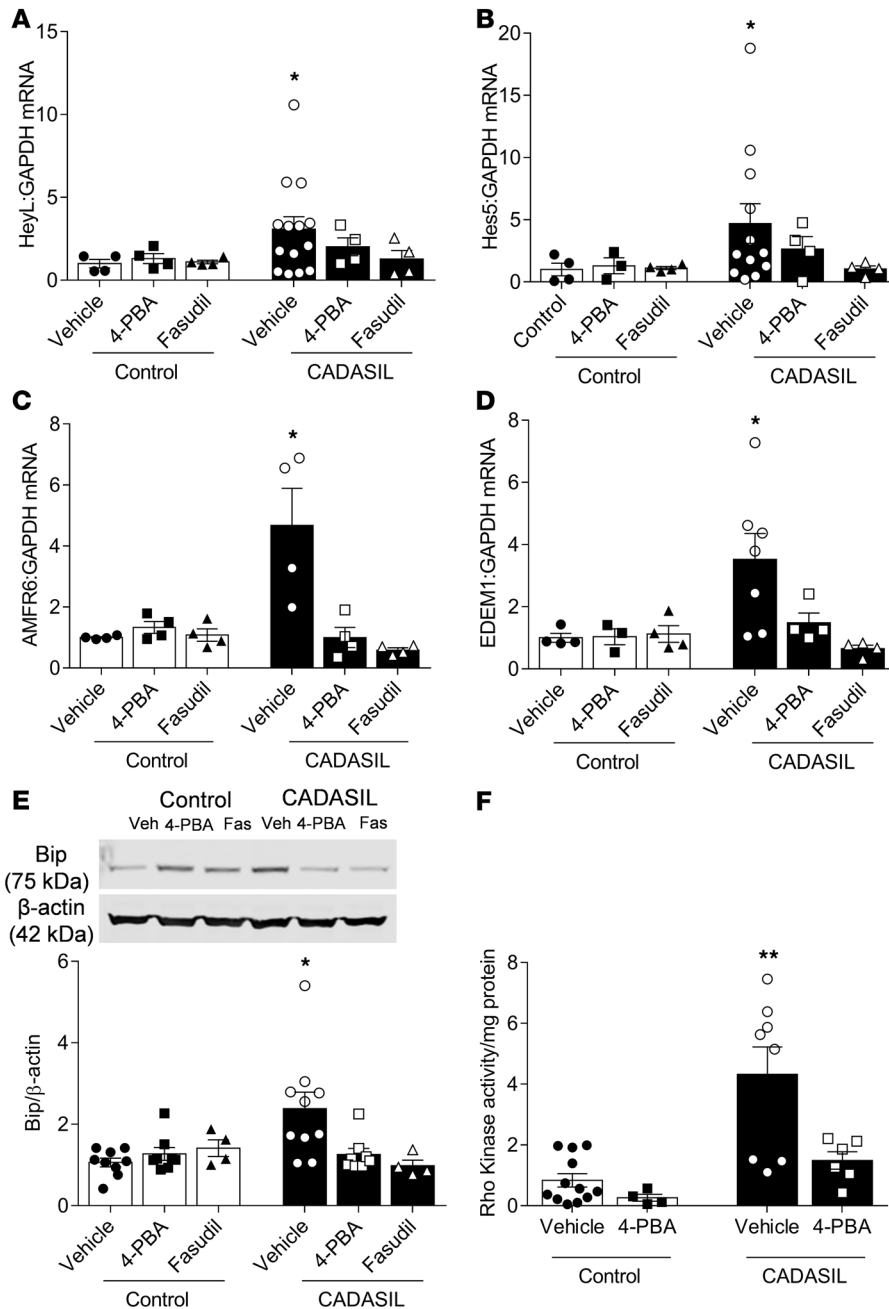 A
HeyL:GAPDH mRNA
15
10
5
0
*
Vehicle
4-PBA
Fasudil
Vehicle
4-PBA
Fasudil
Control
CADASIL
B
Hes5:GAPDH mRNA
20
15
10
5
0
*
Control
4-PBA
Fasudil
Vehicle
4-PBA
Fasudil
Control
CADASIL
C
AMFR6:GAPDH mRNA
8
6
4
2
0
*
Vehicle
4-PBA
Fasudil
Vehicle
4-PBA
Fasudil
Control
CADASIL
D
EDEM1:GAPDH mRNA
8
6
4
2
0
*
Vehicle
4-PBA
Fasudil
Vehicle
4-PBA
Fasudil
Control
CADASIL
E
Control CADASIL
Veh 4-PBA Fas Veh 4-PBA Fas
Bip
(75 kDa)
β-actin
(42 kDa)
Bip/β-actin
6
4
2
0
*
Vehicle
4-PBA
Fasudil
Vehicle
4-PBA
Fasudil
Control
CADASIL
F
Rho Kinase activity/mg protein
8
6
4
2
0
**
Vehicle 4-PBA Vehicle 4-PBA
Control
CADASIL